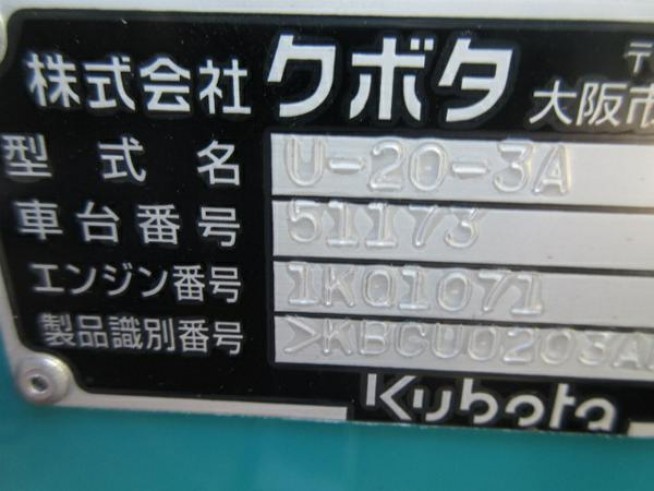 株式会社 クボタ 大阪市
型式名 U-20-3A
車台番号 51173
エンジン番号 1KQ1071
製品識別番号 >KBCU0203A
Kubota